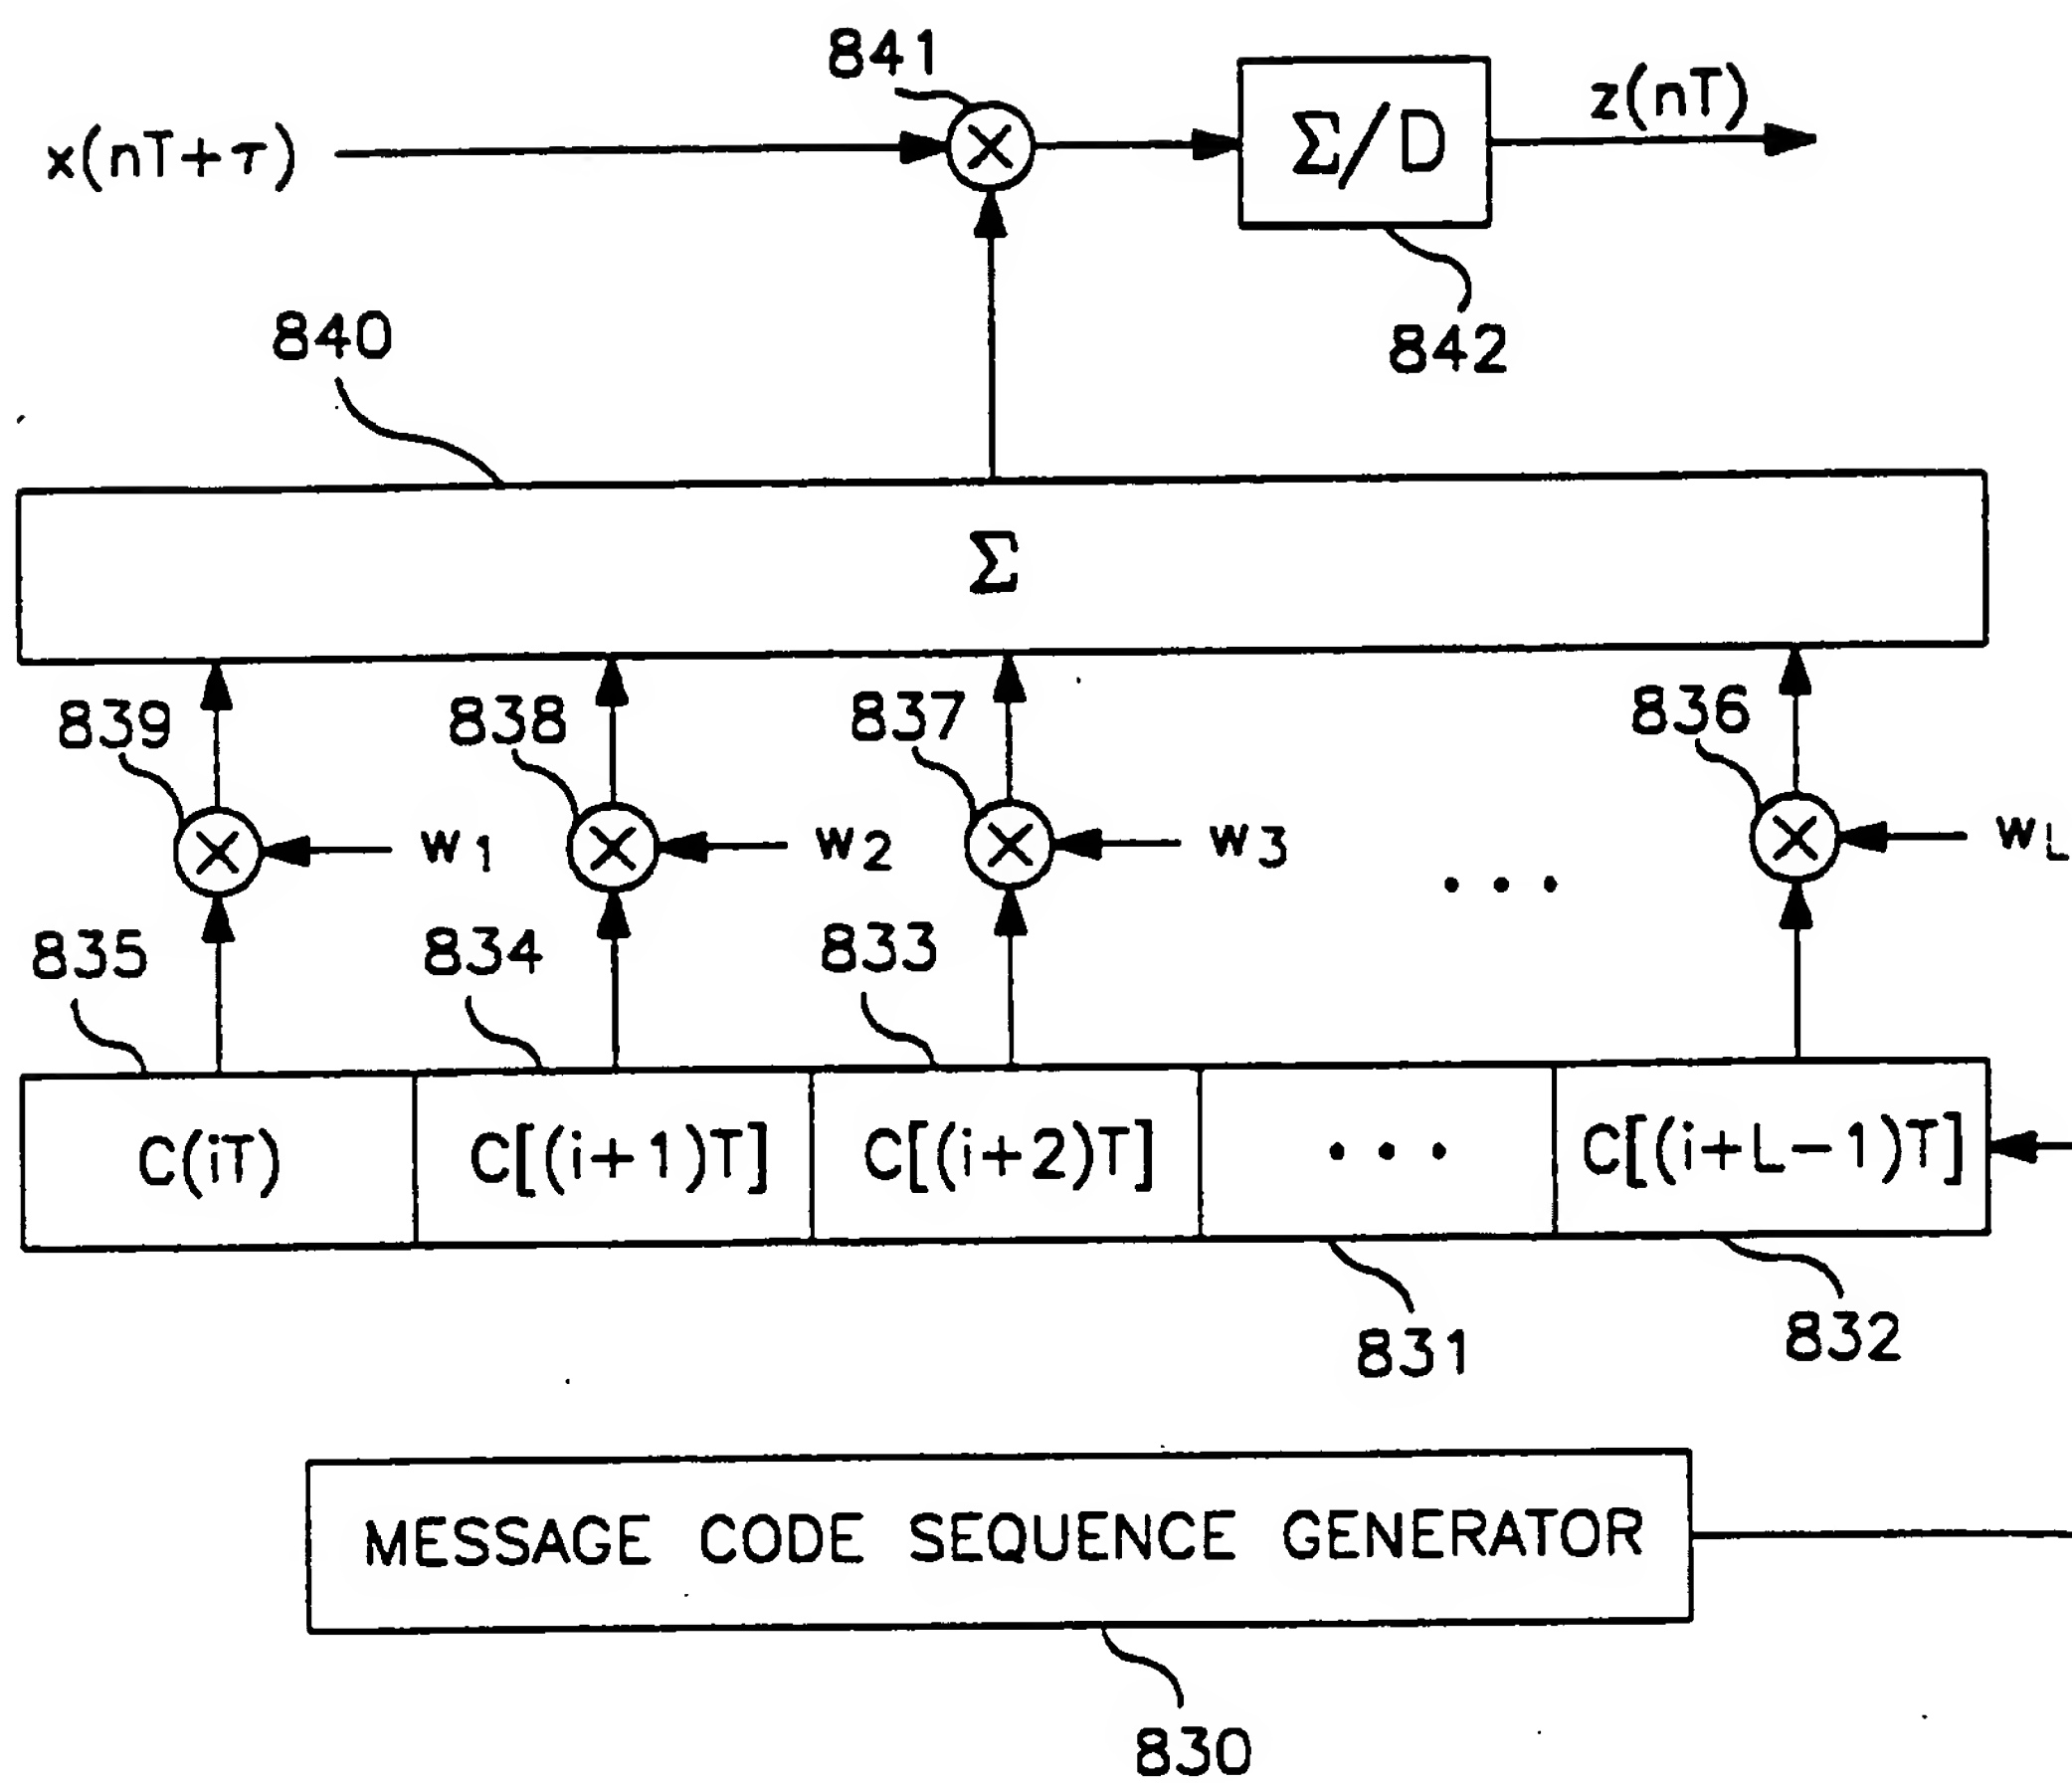 841
x(nT+τ)
Σ/D
z(nT)
842
840
Σ
839
838
837
836
w1
w2
w3
• • •
wL
835
834
833
C(iT)
C[(i+1)T]
C[(i+2)T]
• • •
C[(i+L−1)T]
831
832
MESSAGE CODE SEQUENCE GENERATOR
830